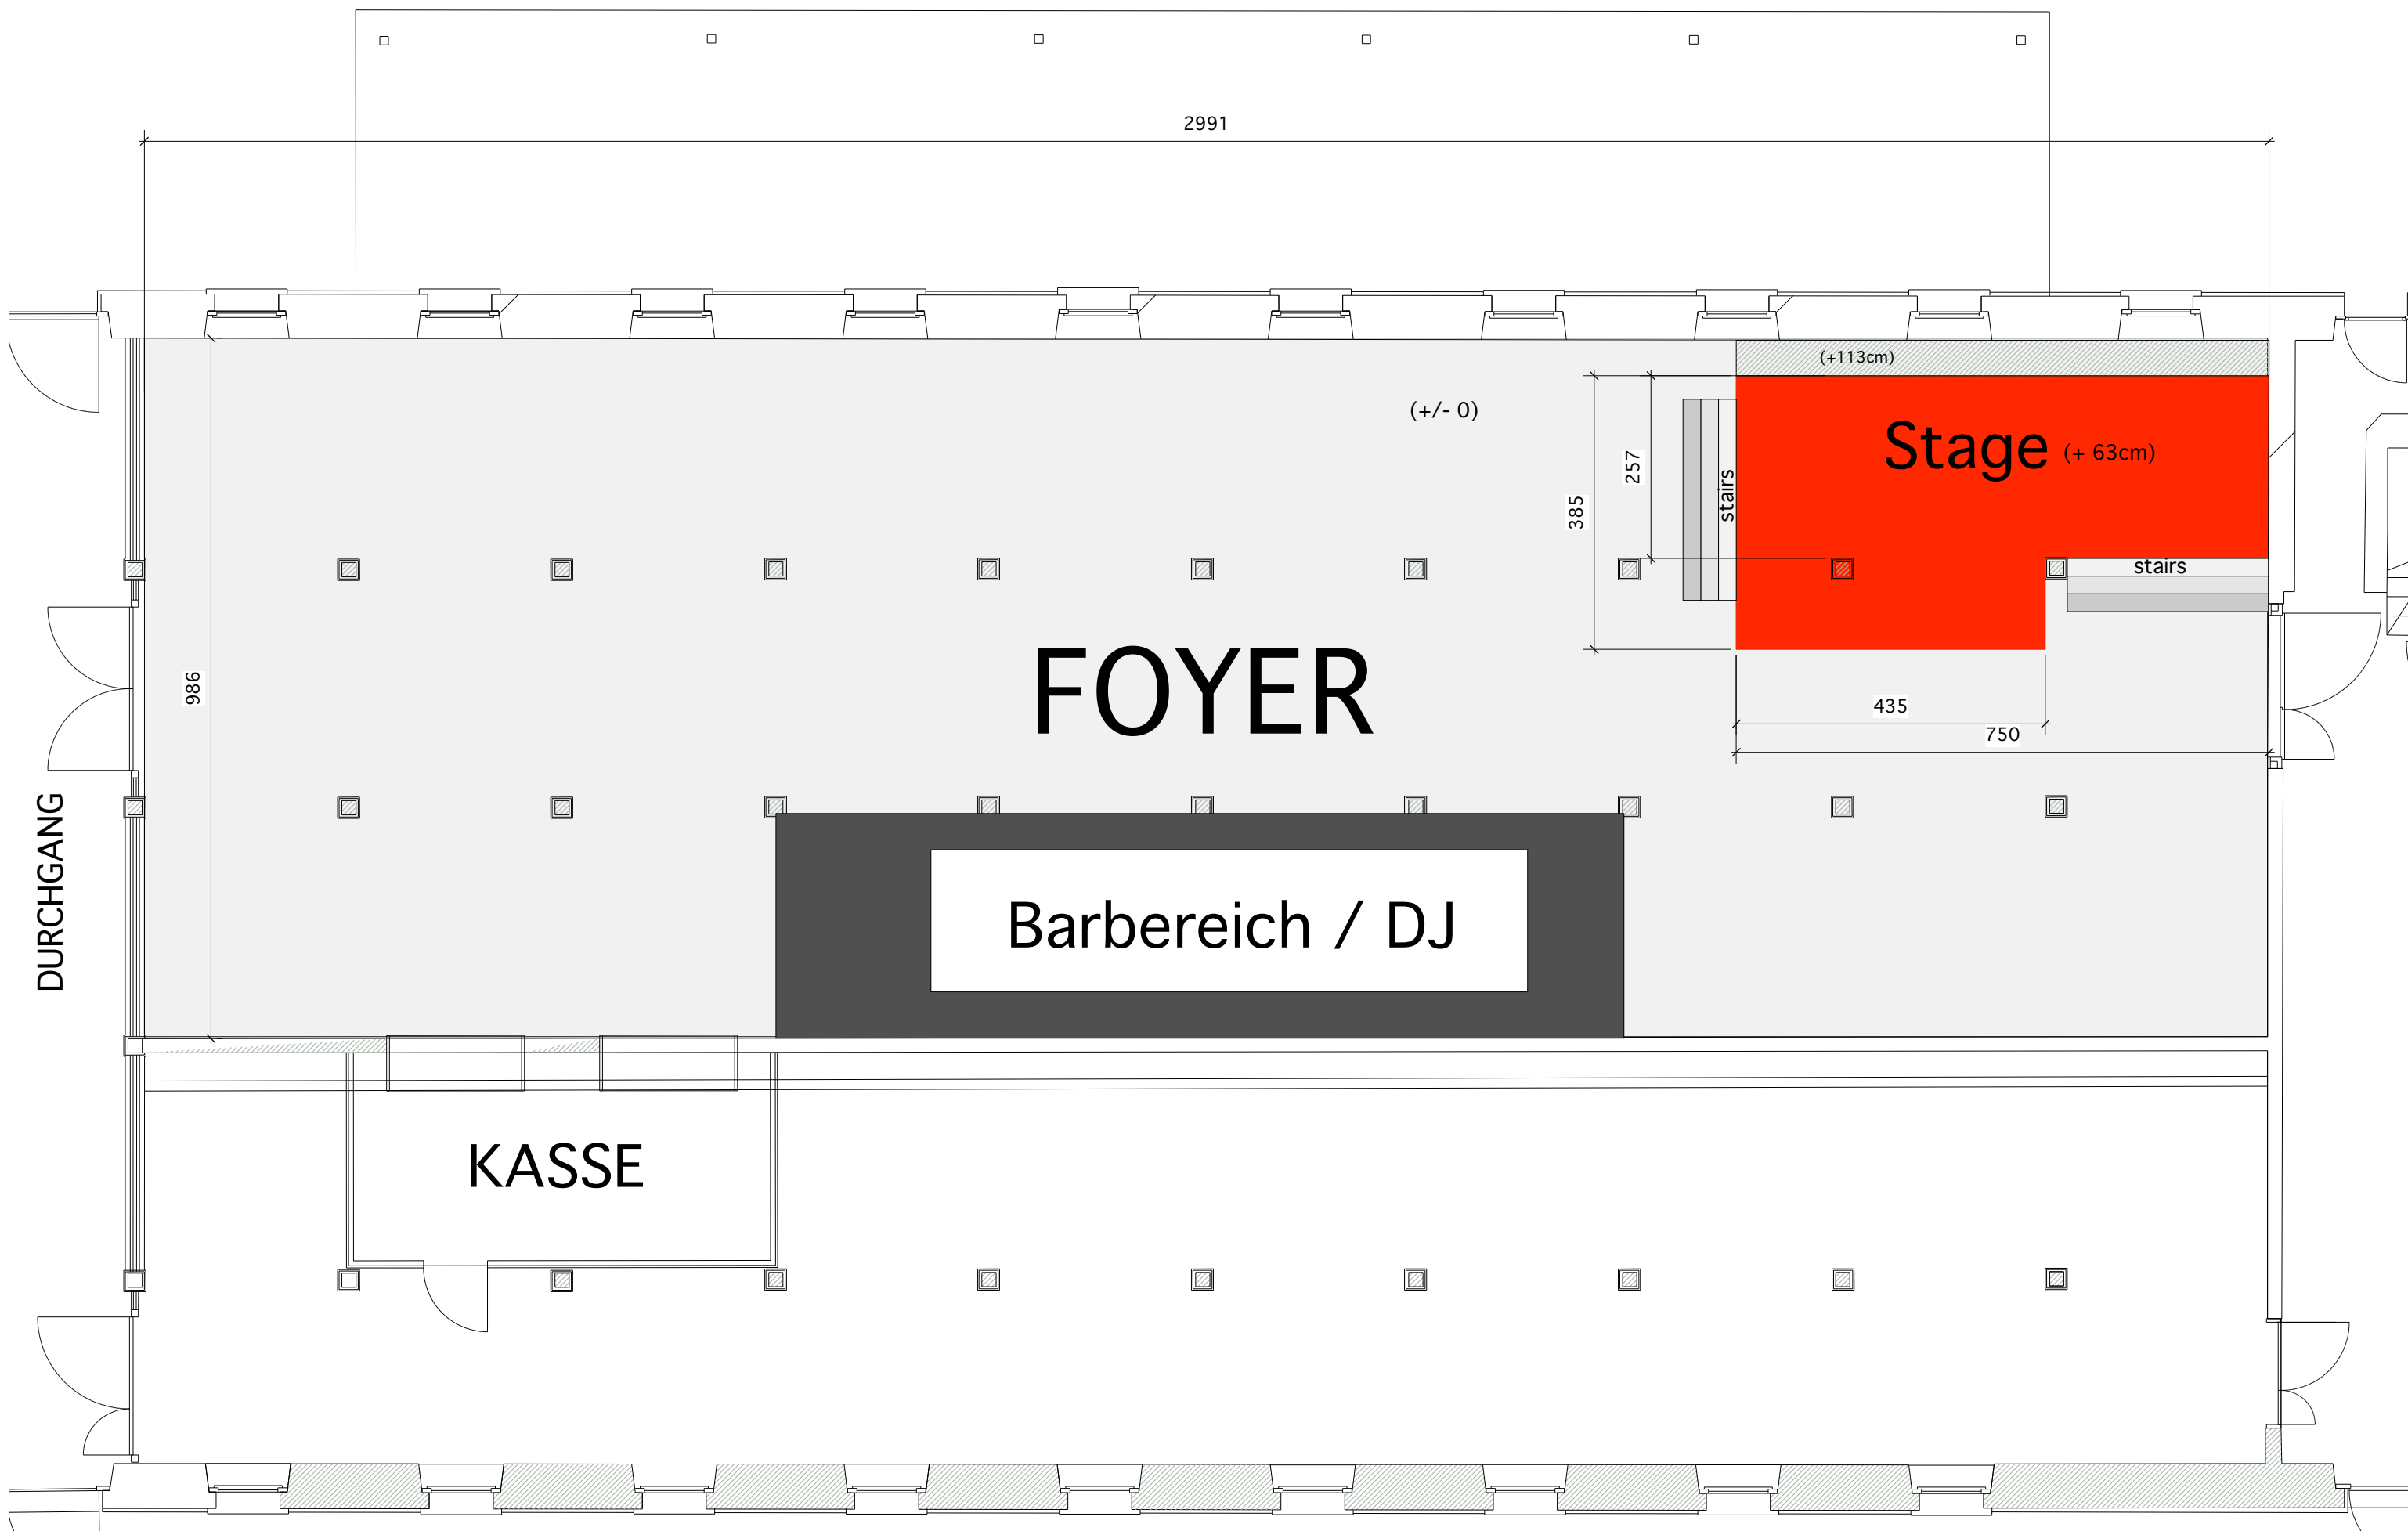 2991
(+113cm)
(+/- 0)
Stage (+ 63cm)
257
385
stairs
stairs
FOYER
986
435
750
DURCHGANG
Barbereich / DJ
KASSE